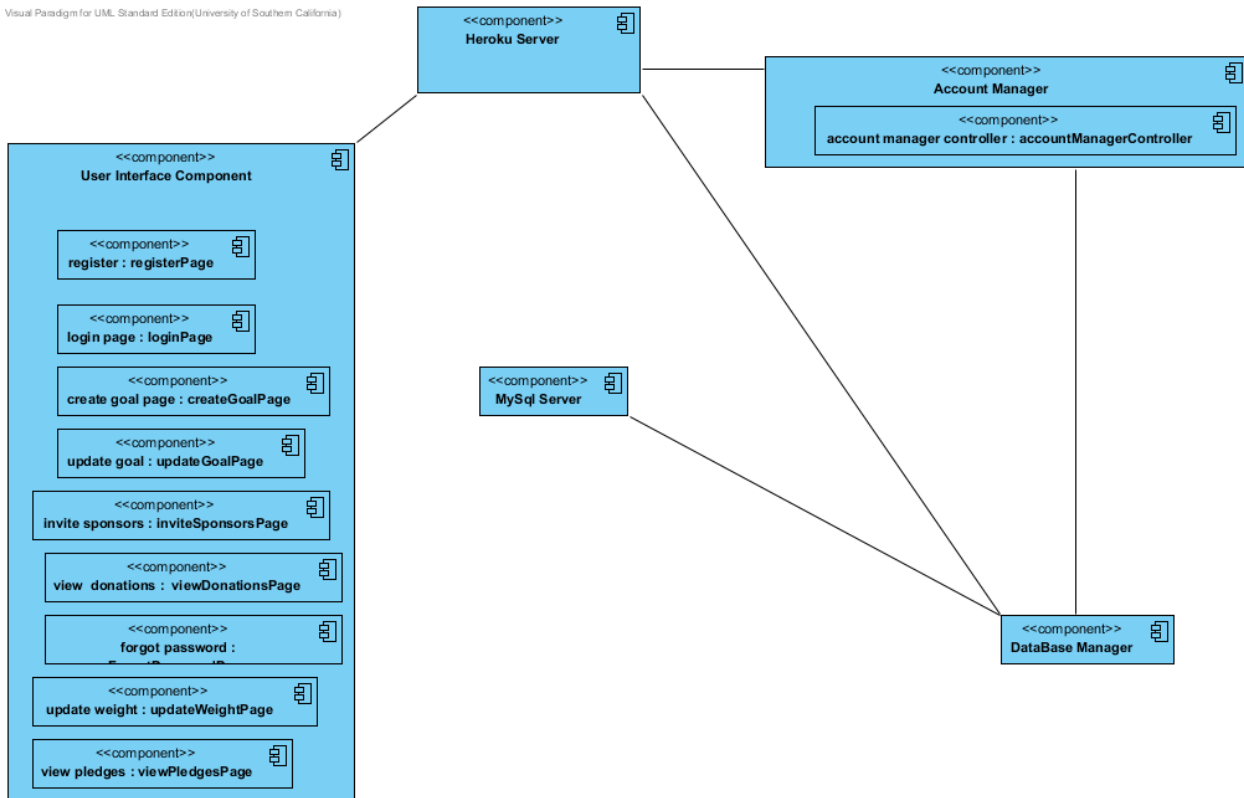 Visual Paradigm for UML Standard Edition(University of Southern California)
<<component>>
Heroku Server
<<component>>
Account Manager
<<component>>
account manager controller : accountManagerController
<<component>>
User Interface Component
<<component>>
register : registerPage
<<component>>
login page : loginPage
<<component>>
create goal page : createGoalPage
<<component>>
update goal : updateGoalPage
<<component>>
invite sponsors : inviteSponsorsPage
<<component>>
view donations : viewDonationsPage
<<component>>
forgot password :
<<component>>
update weight : updateWeightPage
<<component>>
view pledges : viewPledgesPage
<<component>>
MySql Server
<<component>>
DataBase Manager